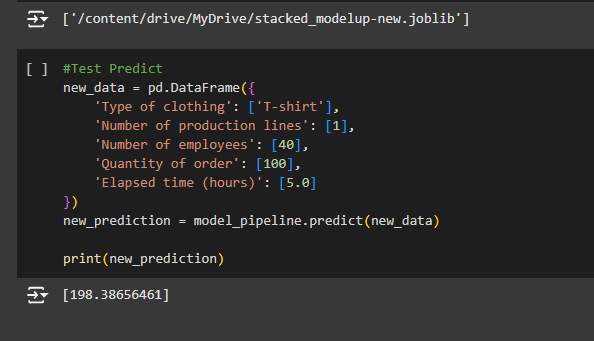 ['/content/drive/MyDrive/stacked_modelup-new.joblib']
[ ] #Test Predict
new_data = pd.DataFrame({
    'Type of clothing': ['T-shirt'],
    'Number of production lines': [1],
    'Number of employees': [40],
    'Quantity of order': [100],
    'Elapsed time (hours)': [5.0]
})
new_prediction = model_pipeline.predict(new_data)
print(new_prediction)
[198.38656461]